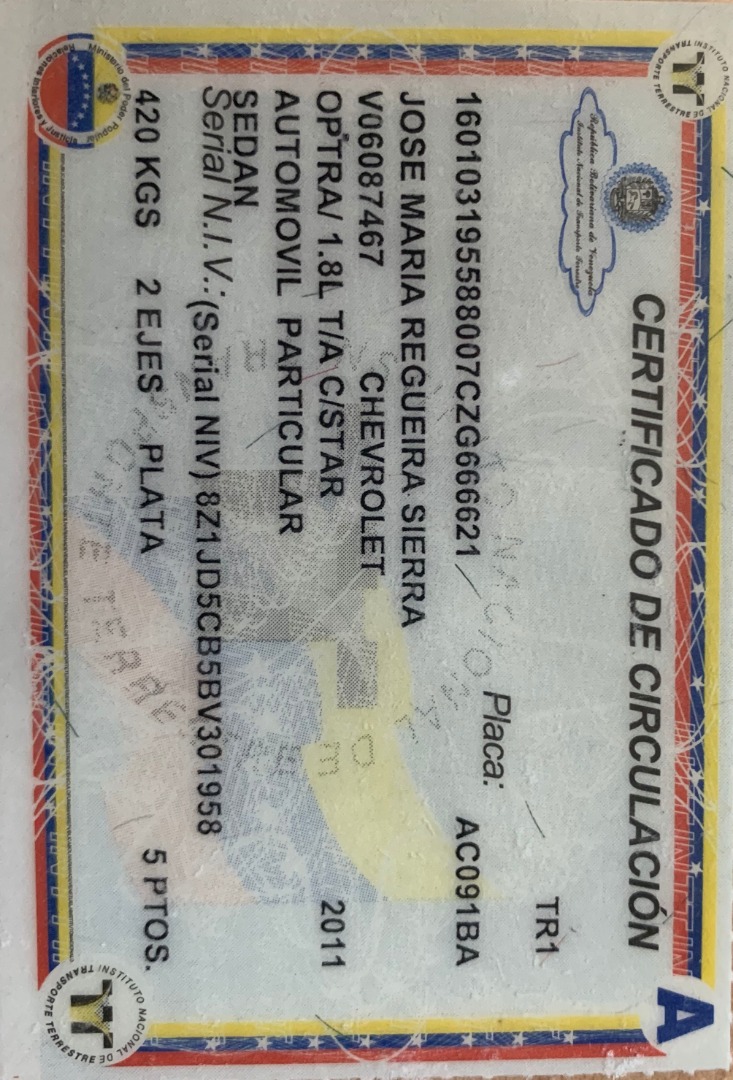 República Bolivariana de Venezuela
Instituto Nacional de Transporte Terrestre
CERTIFICADO DE CIRCULACIÓN
A
INSTITUTO NACIONAL DE TRANSPORTE TERRESTRE
TR1
Placa:
160103195588007CZG666621 AC091BA
JOSE MARIA REGUEIRA SIERRA
V06087467 CHEVROLET
OPTRA/ 1.8L T/A C/STAR 2011
AUTOMOVIL PARTICULAR
SEDAN
Serial N.I.V.: (Serial NIV) 8Z1JD5CB5BV301958
420 KGS 2 EJES PLATA 5 PTOS.
Ministerio del Poder Popular
Relaciones Interiores y Justicia
INSTITUTO NACIONAL DE TRANSPORTE TERRESTRE